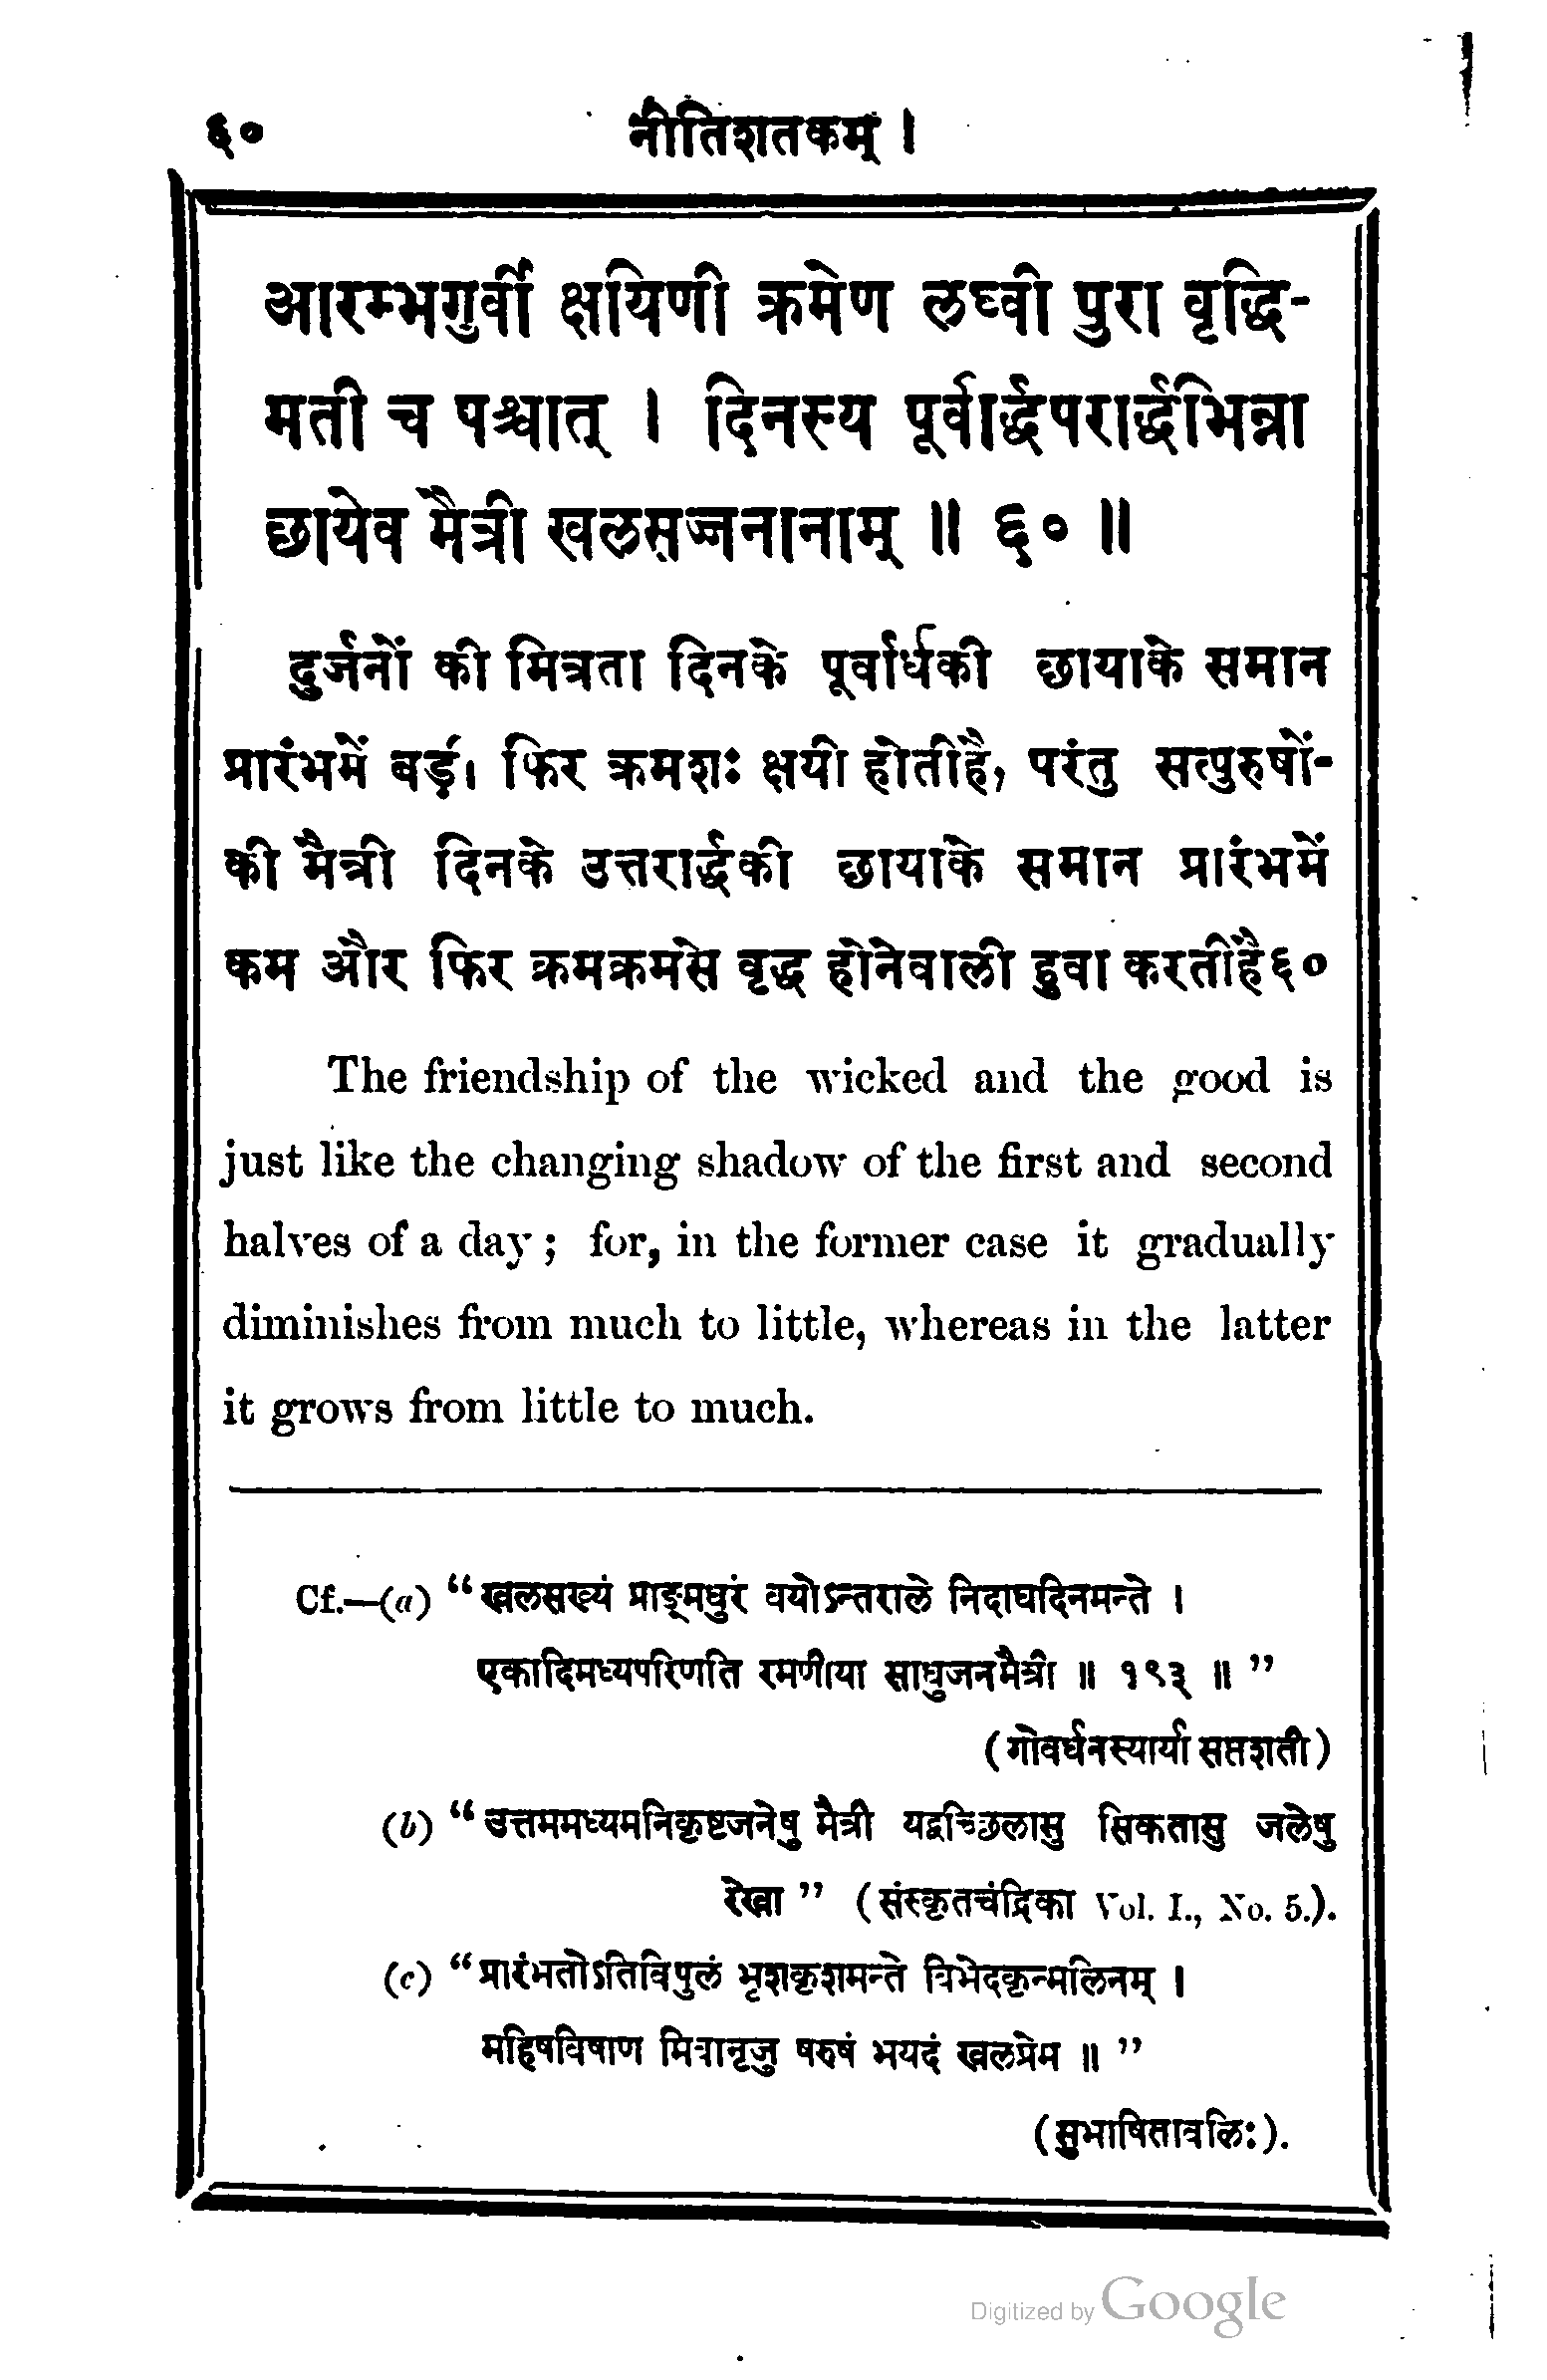 ६०
नीतिशतकम् ।
आरम्भगुर्वी क्षयिणी क्रमेण लघ्वी पुरा वृद्धि-
मती च पश्चात् । दिनस्य पूर्वार्द्धपरार्द्धभिन्ना
छायेव मैत्री खलसज्जनानाम् ॥ ६० ॥
दुर्जनों की मित्रता दिनके पूर्वार्धकी छायाके समान
प्रारंभमें बड़ी फिर क्रमशः क्षयी होतीहै, परंतु सत्पुरुषों-
की मैत्री दिनके उत्तरार्द्धकी छायाके समान प्रारंभमें
कम और फिर क्रमक्रमसे वृद्ध होनेवाली हुवा करतीहै६०
The friendship of the wicked and the good is
just like the changing shadow of the first and second
halves of a day ; for, in the former case it gradually
diminishes from much to little, whereas in the latter
it grows from little to much.
Cf.—(a) “ खलसख्यं प्राङ्मधुरं वयोऽन्तराले निदाघदिनमन्ते ।
एकादिमध्यपरिणति रमणीया साधुजनमैत्री ॥ १९३ ॥ ”
(गोवर्धनस्यार्या सप्तशती)
(b) “ उत्तममध्यमनिकृष्टजनेषु मैत्री यद्वच्छिलासु सिकतासु जलेषु
रेखा ” (संस्कृतचंद्रिका Vol. I., No. 5.).
(c) “ प्रारंभतोऽतिविपुलं भृशकृशमन्ते विभेदकृन्मलिनम् ।
महिषविषाण मिवानृजु षरुषं भयदं खलप्रेम ॥ ”
(सुभाषितावलिः).
Digitized by Google